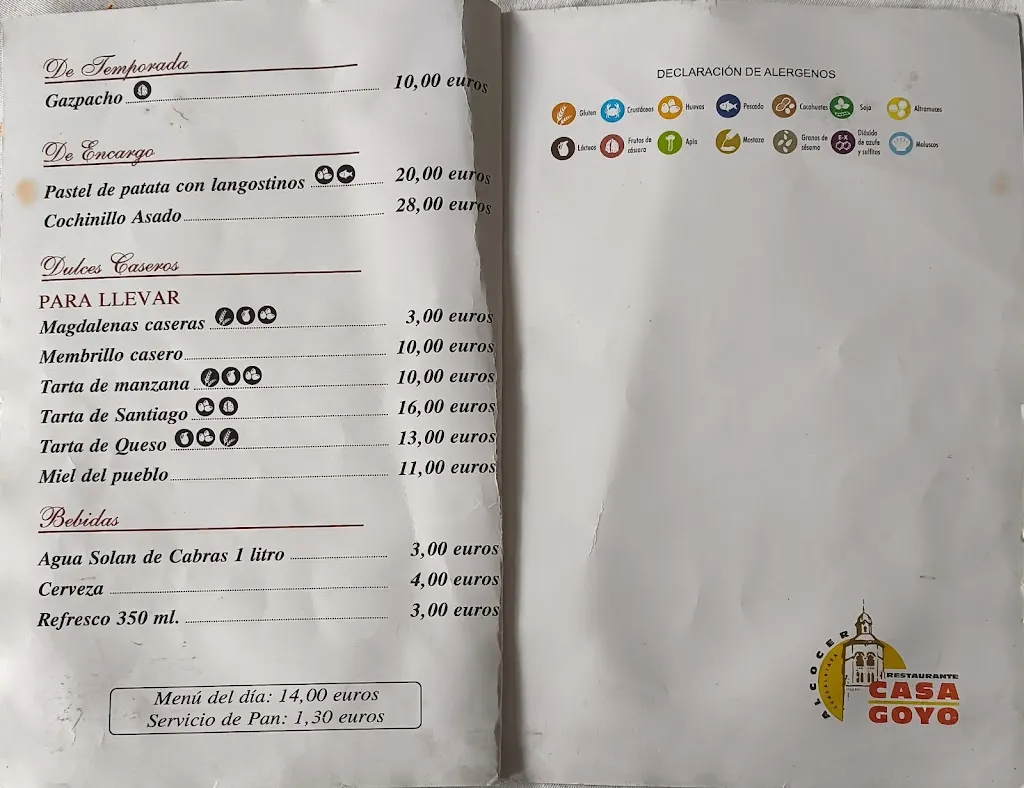 De Temporada
Gazpacho 10,00 euros
De Encargo
Pastel de patata con langostinos 20,00 euros
Cochinillo Asado 28,00 euros
Dulces Caseros
PARA LLEVAR
Magdalenas caseras 3,00 euros
Membrillo casero 10,00 euros
Tarta de manzana 10,00 euros
Tarta de Santiago 16,00 euros
Tarta de Queso 13,00 euros
Miel del pueblo 11,00 euros
Bebidas
Agua Solan de Cabras 1 litro 3,00 euros
Cerveza 4,00 euros
Refresco 350 ml. 3,00 euros
Menú del día: 14,00 euros
Servicio de Pan: 1,30 euros
DECLARACIÓN DE ALERGENOS
Gluten Crustáceos Huevos Pescado Cacahuetes Soja Altramuces
Lácteos Frutos de cáscara Apio Mostaza Granos de sésamo E-X Dióxido de azufre y sulfitos Moluscos
ALCOCER
RESTAURANTE
CASA
GOYO